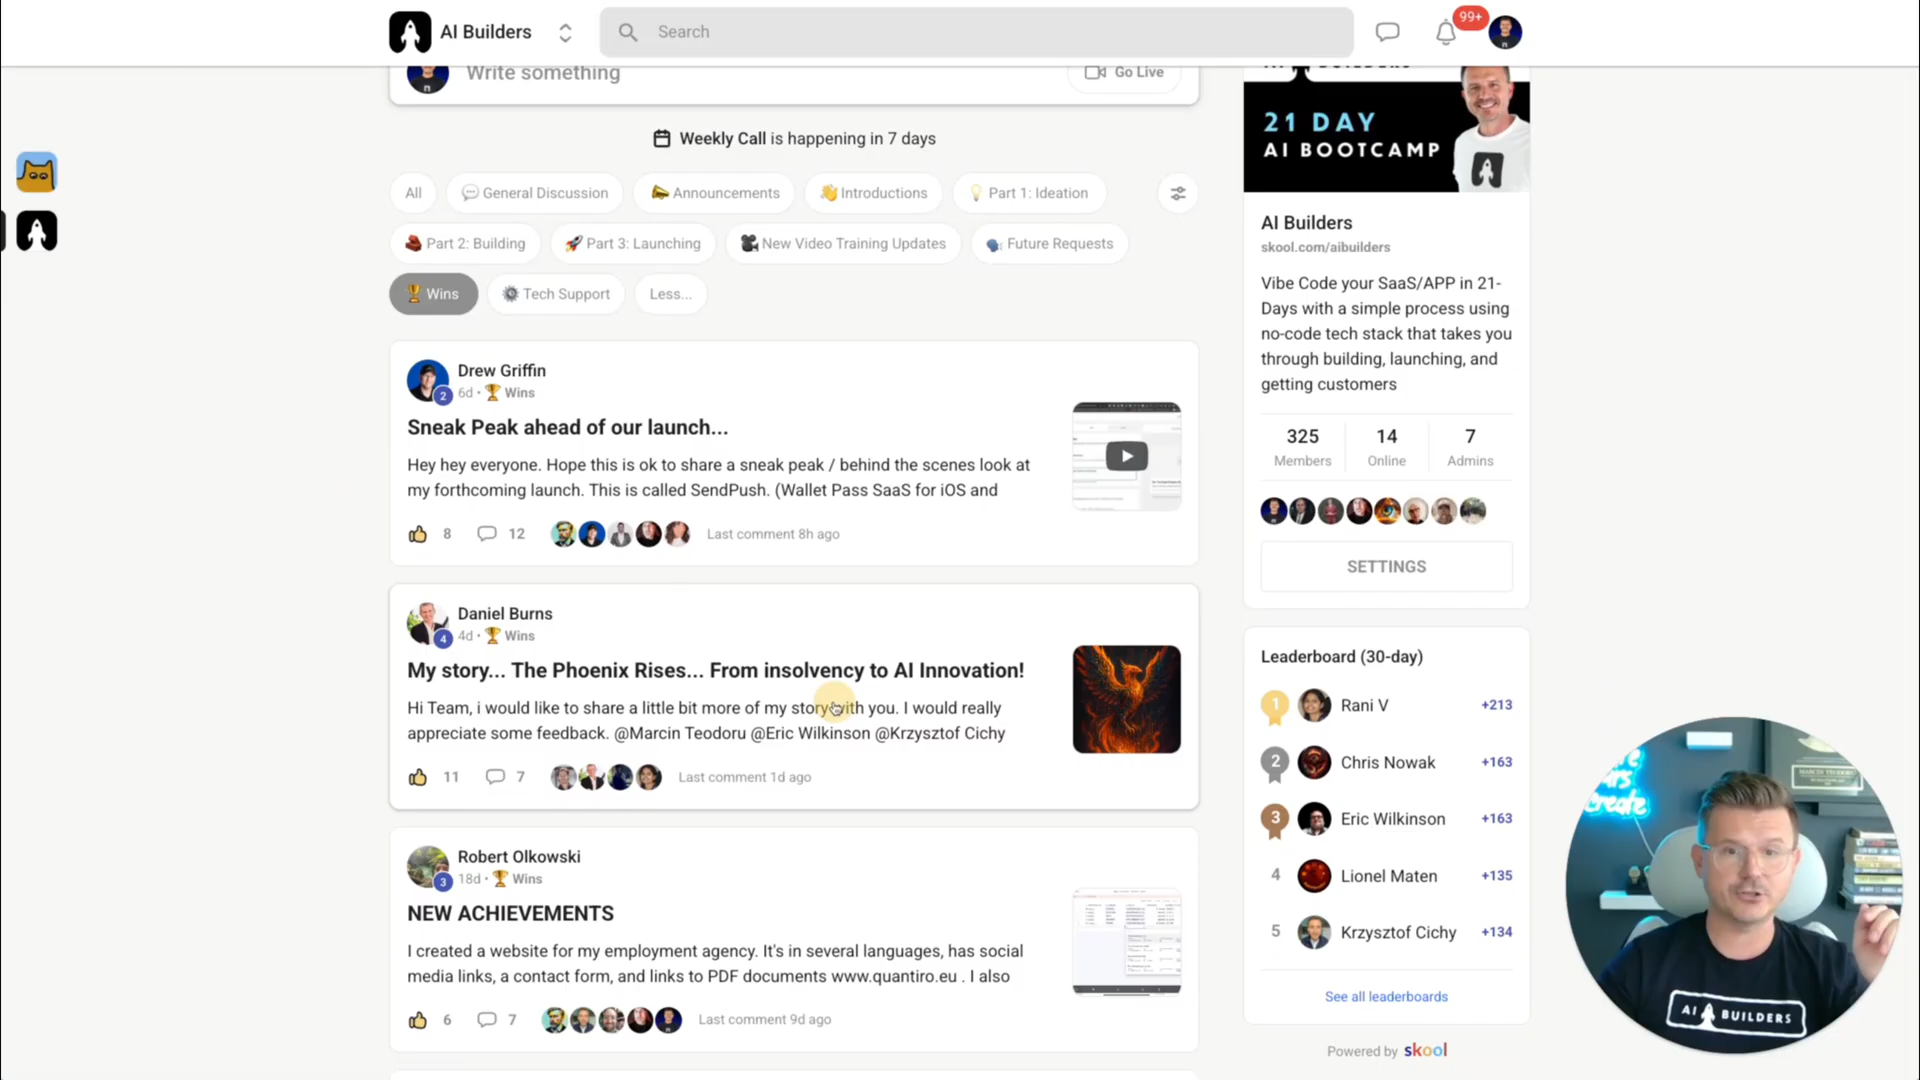 AI Builders
Search
99+
Write something
Go Live
Weekly Call is happening in 7 days
All
General Discussion
Announcements
Introductions
Part 1: Ideation
Part 2: Building
Part 3: Launching
New Video Training Updates
Future Requests
Wins
Tech Support
Less...
Drew Griffin
2
6d • Wins
Sneak Peak ahead of our launch...
Hey hey everyone. Hope this is ok to share a sneak peak / behind the scenes look at
my forthcoming launch. This is called SendPush. (Wallet Pass SaaS for iOS and
8
12
Last comment 8h ago
Daniel Burns
4
4d • Wins
My story... The Phoenix Rises... From insolvency to AI Innovation!
Hi Team, i would like to share a little bit more of my story with you. I would really
appreciate some feedback. @Marcin Teodoru @Eric Wilkinson @Krzysztof Cichy
11
7
Last comment 1d ago
Robert Olkowski
3
18d • Wins
NEW ACHIEVEMENTS
I created a website for my employment agency. It's in several languages, has social
media links, a contact form, and links to PDF documents www.quantiro.eu . I also
6
7
Last comment 9d ago
21 DAY
AI BOOTCAMP
AI Builders
skool.com/aibuilders
Vibe Code your SaaS/APP in 21-
Days with a simple process using
no-code tech stack that takes you
through building, launching, and
getting customers
325
Members
14
Online
7
Admins
SETTINGS
Leaderboard (30-day)
1
Rani V
+213
2
Chris Nowak
+163
3
Eric Wilkinson
+163
4
Lionel Maten
+135
5
Krzysztof Cichy
+134
See all leaderboards
Powered by skool
MARCIN TEODORU
Create
AI BUILDERS